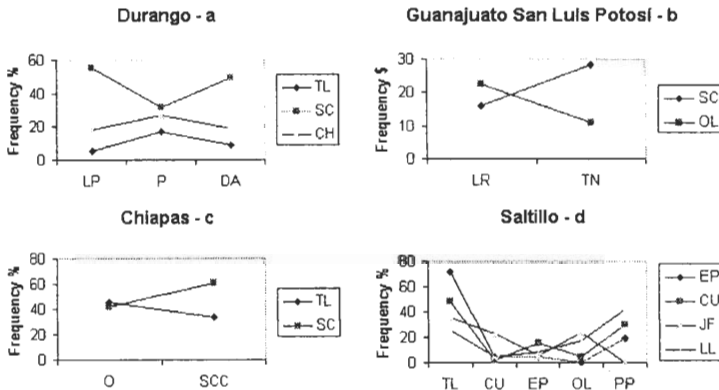 Durango - a
Frequency %
60
40
20
0
LP P DA
TL
SC
CH
Guanajuato San Luis Potosí - b
Frequency $
30
20
10
0
LR TN
SC
OL
Chiapas - c
Frequency %
80
60
40
20
0
O SCC
TL
SC
Saltillo - d
Frequency %
80
60
40
20
0
TL CU EP OL PP
EP
CU
JF
LL